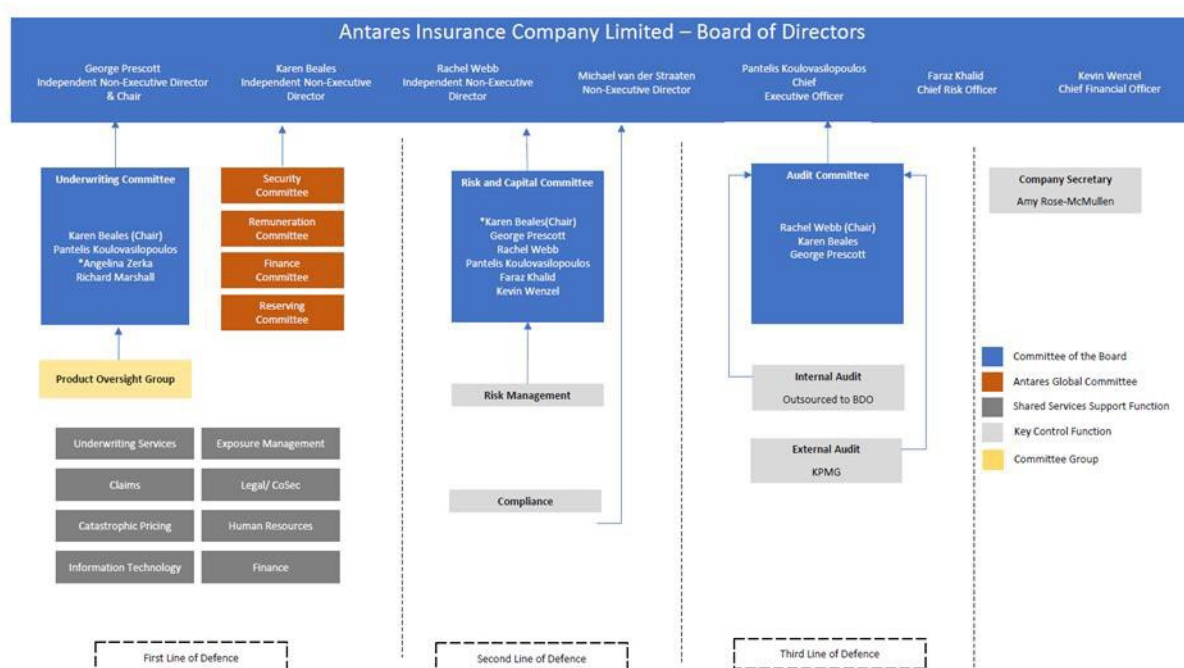 Antares Insurance Company Limited – Board of Directors
George Prescott
Independent Non-Executive Director
& Chair
Karen Beales
Independent Non-Executive
Director
Rachel Webb
Independent Non-Executive
Director
Michael van der Straaten
Non-Executive Director
Pantelis Koulovasilopoulos
Chief
Executive Officer
Faraz Khalid
Chief Risk Officer
Kevin Wenzel
Chief Financial Officer
Underwriting Committee
Karen Beales (Chair)
Pantelis Koulovasilopoulos
*Angelina Zerka
Richard Marshall
Product Oversight Group
Security
Committee
Remuneration
Committee
Finance
Committee
Reserving
Committee
Underwriting Services
Exposure Management
Claims
Legal/ CoSec
Catastrophic Pricing
Human Resources
Information Technology
Finance
First Line of Defence
Risk and Capital Committee
*Karen Beales(Chair)
George Prescott
Rachel Webb
Pantelis Koulovasilopoulos
Faraz Khalid
Kevin Wenzel
Risk Management
Compliance
Second Line of Defence
Audit Committee
Rachel Webb (Chair)
Karen Beales
George Prescott
Internal Audit
Outsourced to BDO
External Audit
KPMG
Third Line of Defence
Company Secretary
Amy Rose-McMullen
Committee of the Board
Antares Global Committee
Shared Services Support Function
Key Control Function
Committee Group